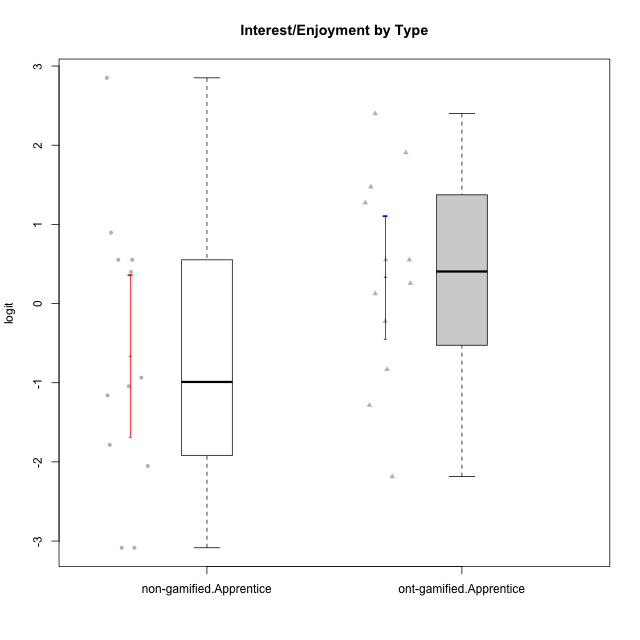 Interest/Enjoyment by Type
3
2
1
0
-1
-2
-3
logit
non-gamified.Apprentice
ont-gamified.Apprentice